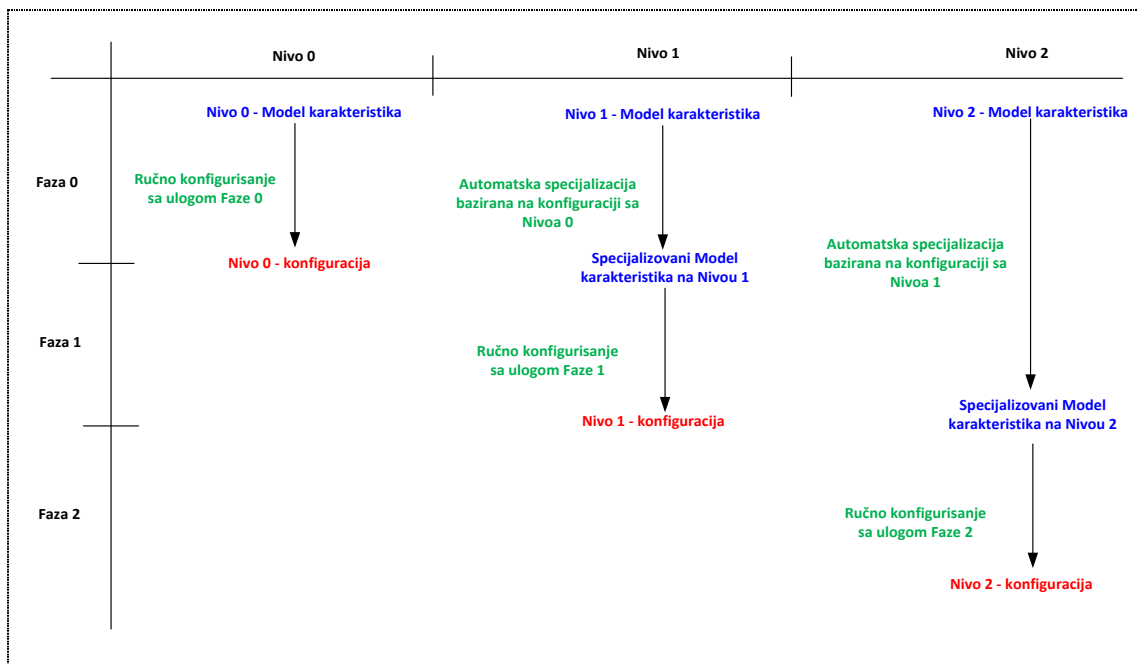 Nivo 0
Nivo 1
Nivo 2
Nivo 0 - Model karakteristika
Nivo 1 - Model karakteristika
Nivo 2 - Model karakteristika
Faza 0
Ručno konfigurisanje
sa ulogom Faze 0
Automatska specijalizacija
bazirana na konfiguraciji sa
Nivoa 0
Nivo 0 - konfiguracija
Specijalizovani Model
karakteristika na Nivou 1
Automatska specijalizacija
bazirana na konfiguraciji sa
Nivoa 1
Faza 1
Ručno konfigurisanje
sa ulogom Faze 1
Nivo 1 - konfiguracija
Specijalizovani Model
karakteristika na Nivou 2
Faza 2
Ručno konfigurisanje
sa ulogom Faze 2
Nivo 2 - konfiguracija